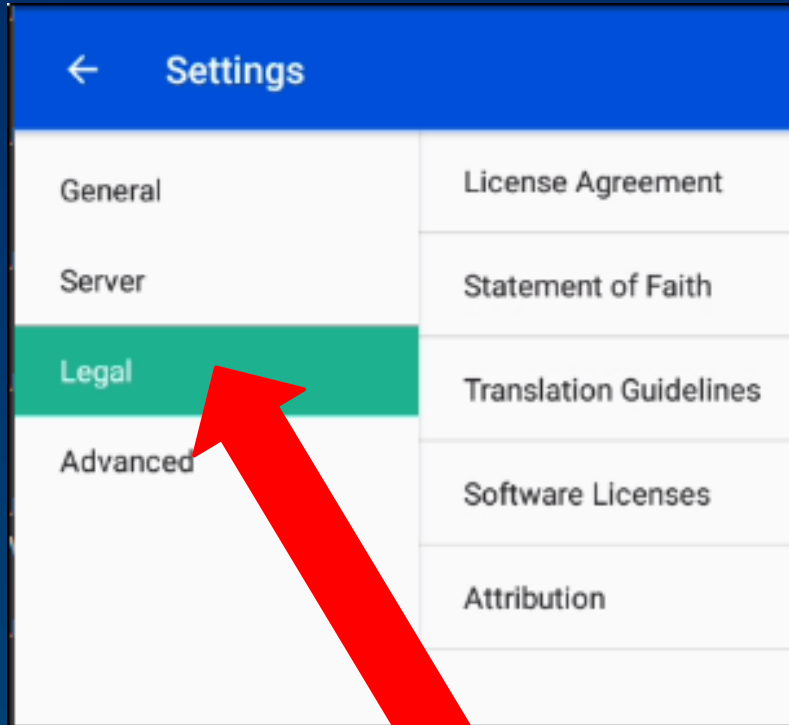 Settings
General
Server
Legal
Advanced
License Agreement
Statement of Faith
Translation Guidelines
Software Licenses
Attribution